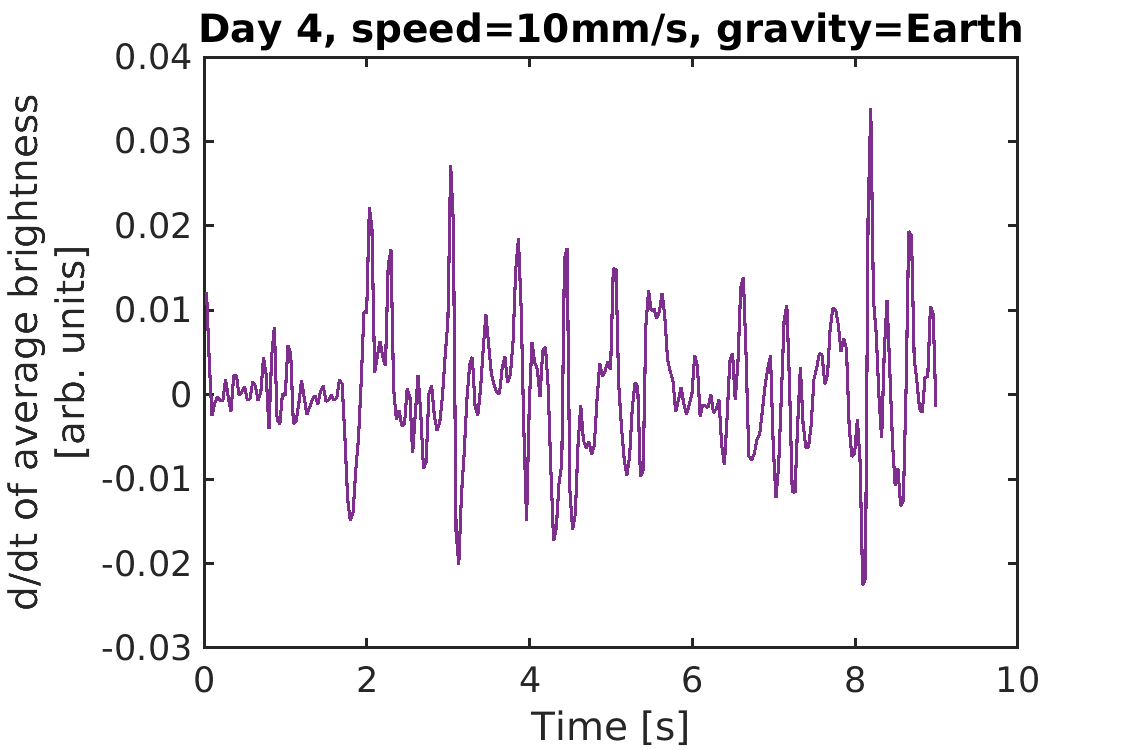 Day 4, speed=10mm/s, gravity=Earth
0.04
0.03
0.02
0.01
0
-0.01
-0.02
-0.03
d/dt of average brightness
[arb. units]
0 2 4 6 8 10
Time [s]